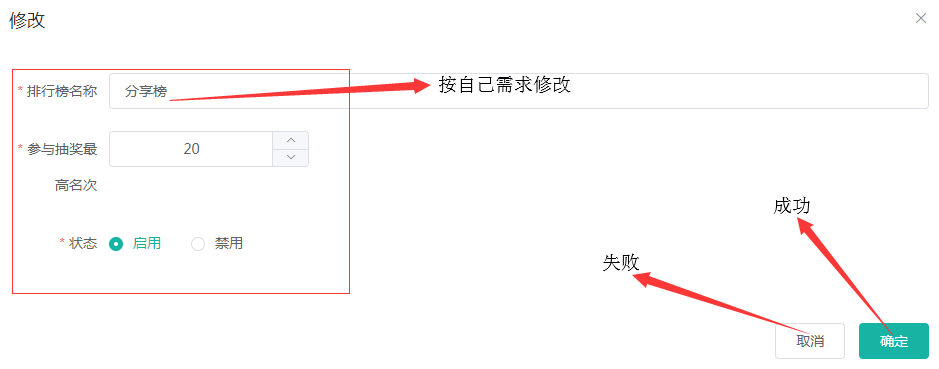 修改
* 排行榜名称
分享榜
按自己需求修改
* 参与抽奖最
高名次
20
* 状态
启用
禁用
成功
失败
取消
确定